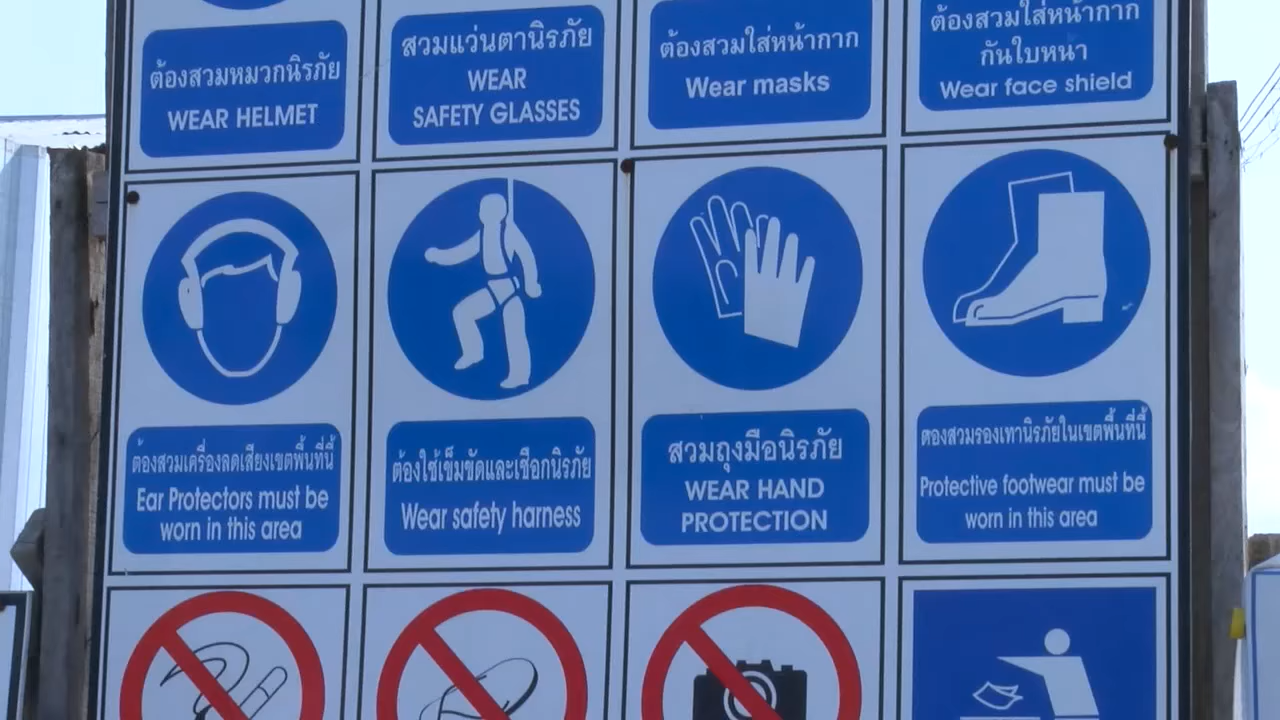 ต้องสวมหมวกนิรภัย
WEAR HELMET
สวมแว่นตานิรภัย
WEAR
SAFETY GLASSES
ต้องสวมใส่หน้ากาก
Wear masks
ต้องสวมใส่หน้ากาก
กันใบหน้า
Wear face shield
ต้องสวมเครื่องลดเสียงเขตพื้นที่นี้
Ear Protectors must be
worn in this area
ต้องใช้เข็มขัดและเชือกนิรภัย
Wear safety harness
สวมถุงมือนิรภัย
WEAR HAND
PROTECTION
ต้องสวมรองเท้านิรภัยในเขตพื้นที่นี้
Protective footwear must be
worn in this area